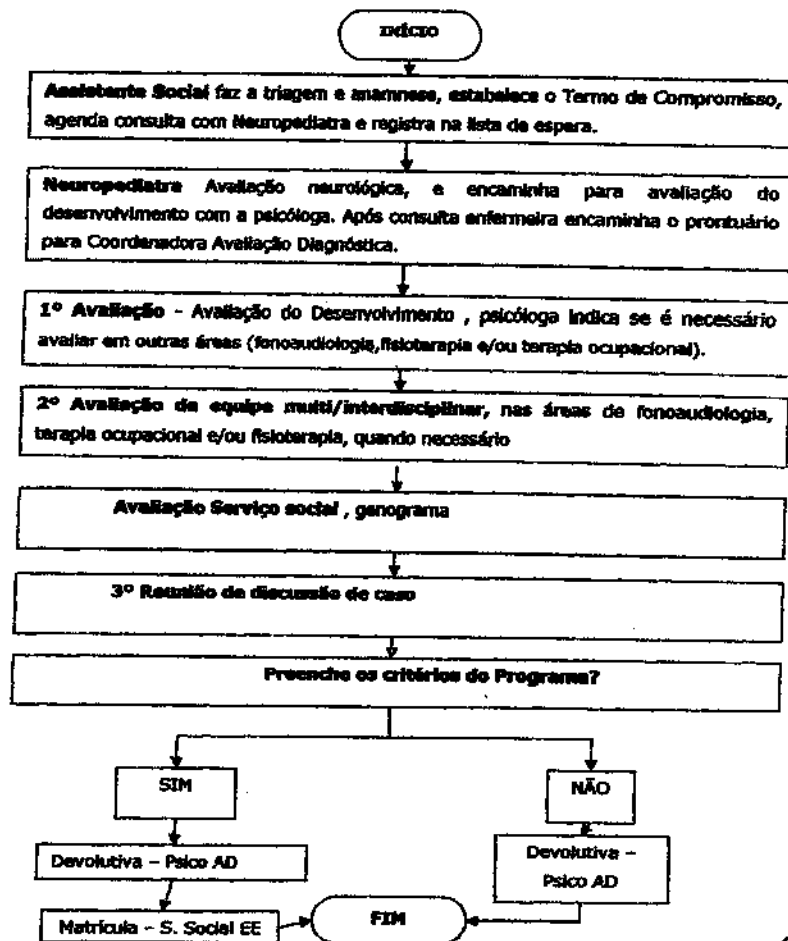 INÍCIO
Assistente Social faz a triagem e anamnese, estabelece o Termo de Compromisso,
agenda consulta com Neuropediatra e registra na lista de espera.
Neuropediatra Avaliação neurológica, e encaminha para avaliação do
desenvolvimento com a psicóloga. Após consulta enfermeira encaminha o prontuário
para Coordenadora Avaliação Diagnóstica.
1º Avaliação - Avaliação do Desenvolvimento , psicóloga indica se é necessário
avaliar em outras áreas (fonoaudiologia,fisioterapia e/ou terapia ocupacional).
2º Avaliação de equipe multi/interdisciplinar, nas áreas de fonoaudiologia,
terapia ocupacional e/ou fisioterapia, quando necessário
Avaliação Serviço social , genograma
3º Reunião de discussão de caso
Preenche os critérios do Programa?
SIM
NÃO
Devolutiva – Psico AD
Devolutiva –
Psico AD
Matrícula – S. Social EE
FIM